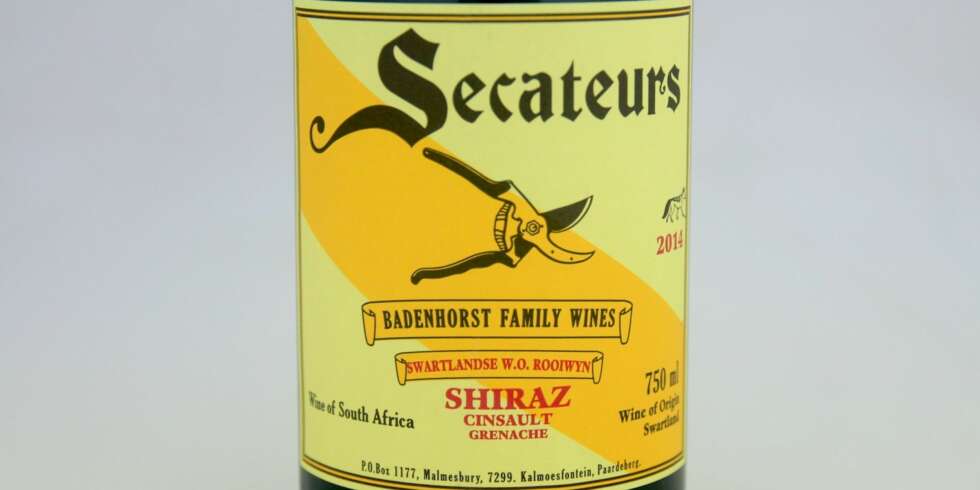 Secateurs
2014
BADENHORST FAMILY WINES
SWARTLANDSE W.O. ROOIWYN
SHIRAZ
CINSAULT
GRENACHE
Wine of South Africa
750 ml
Wine of Origin
Swartland
P.O.Box 1177, Malmesbury, 7299. Kalmoesfontein, Paardeberg.